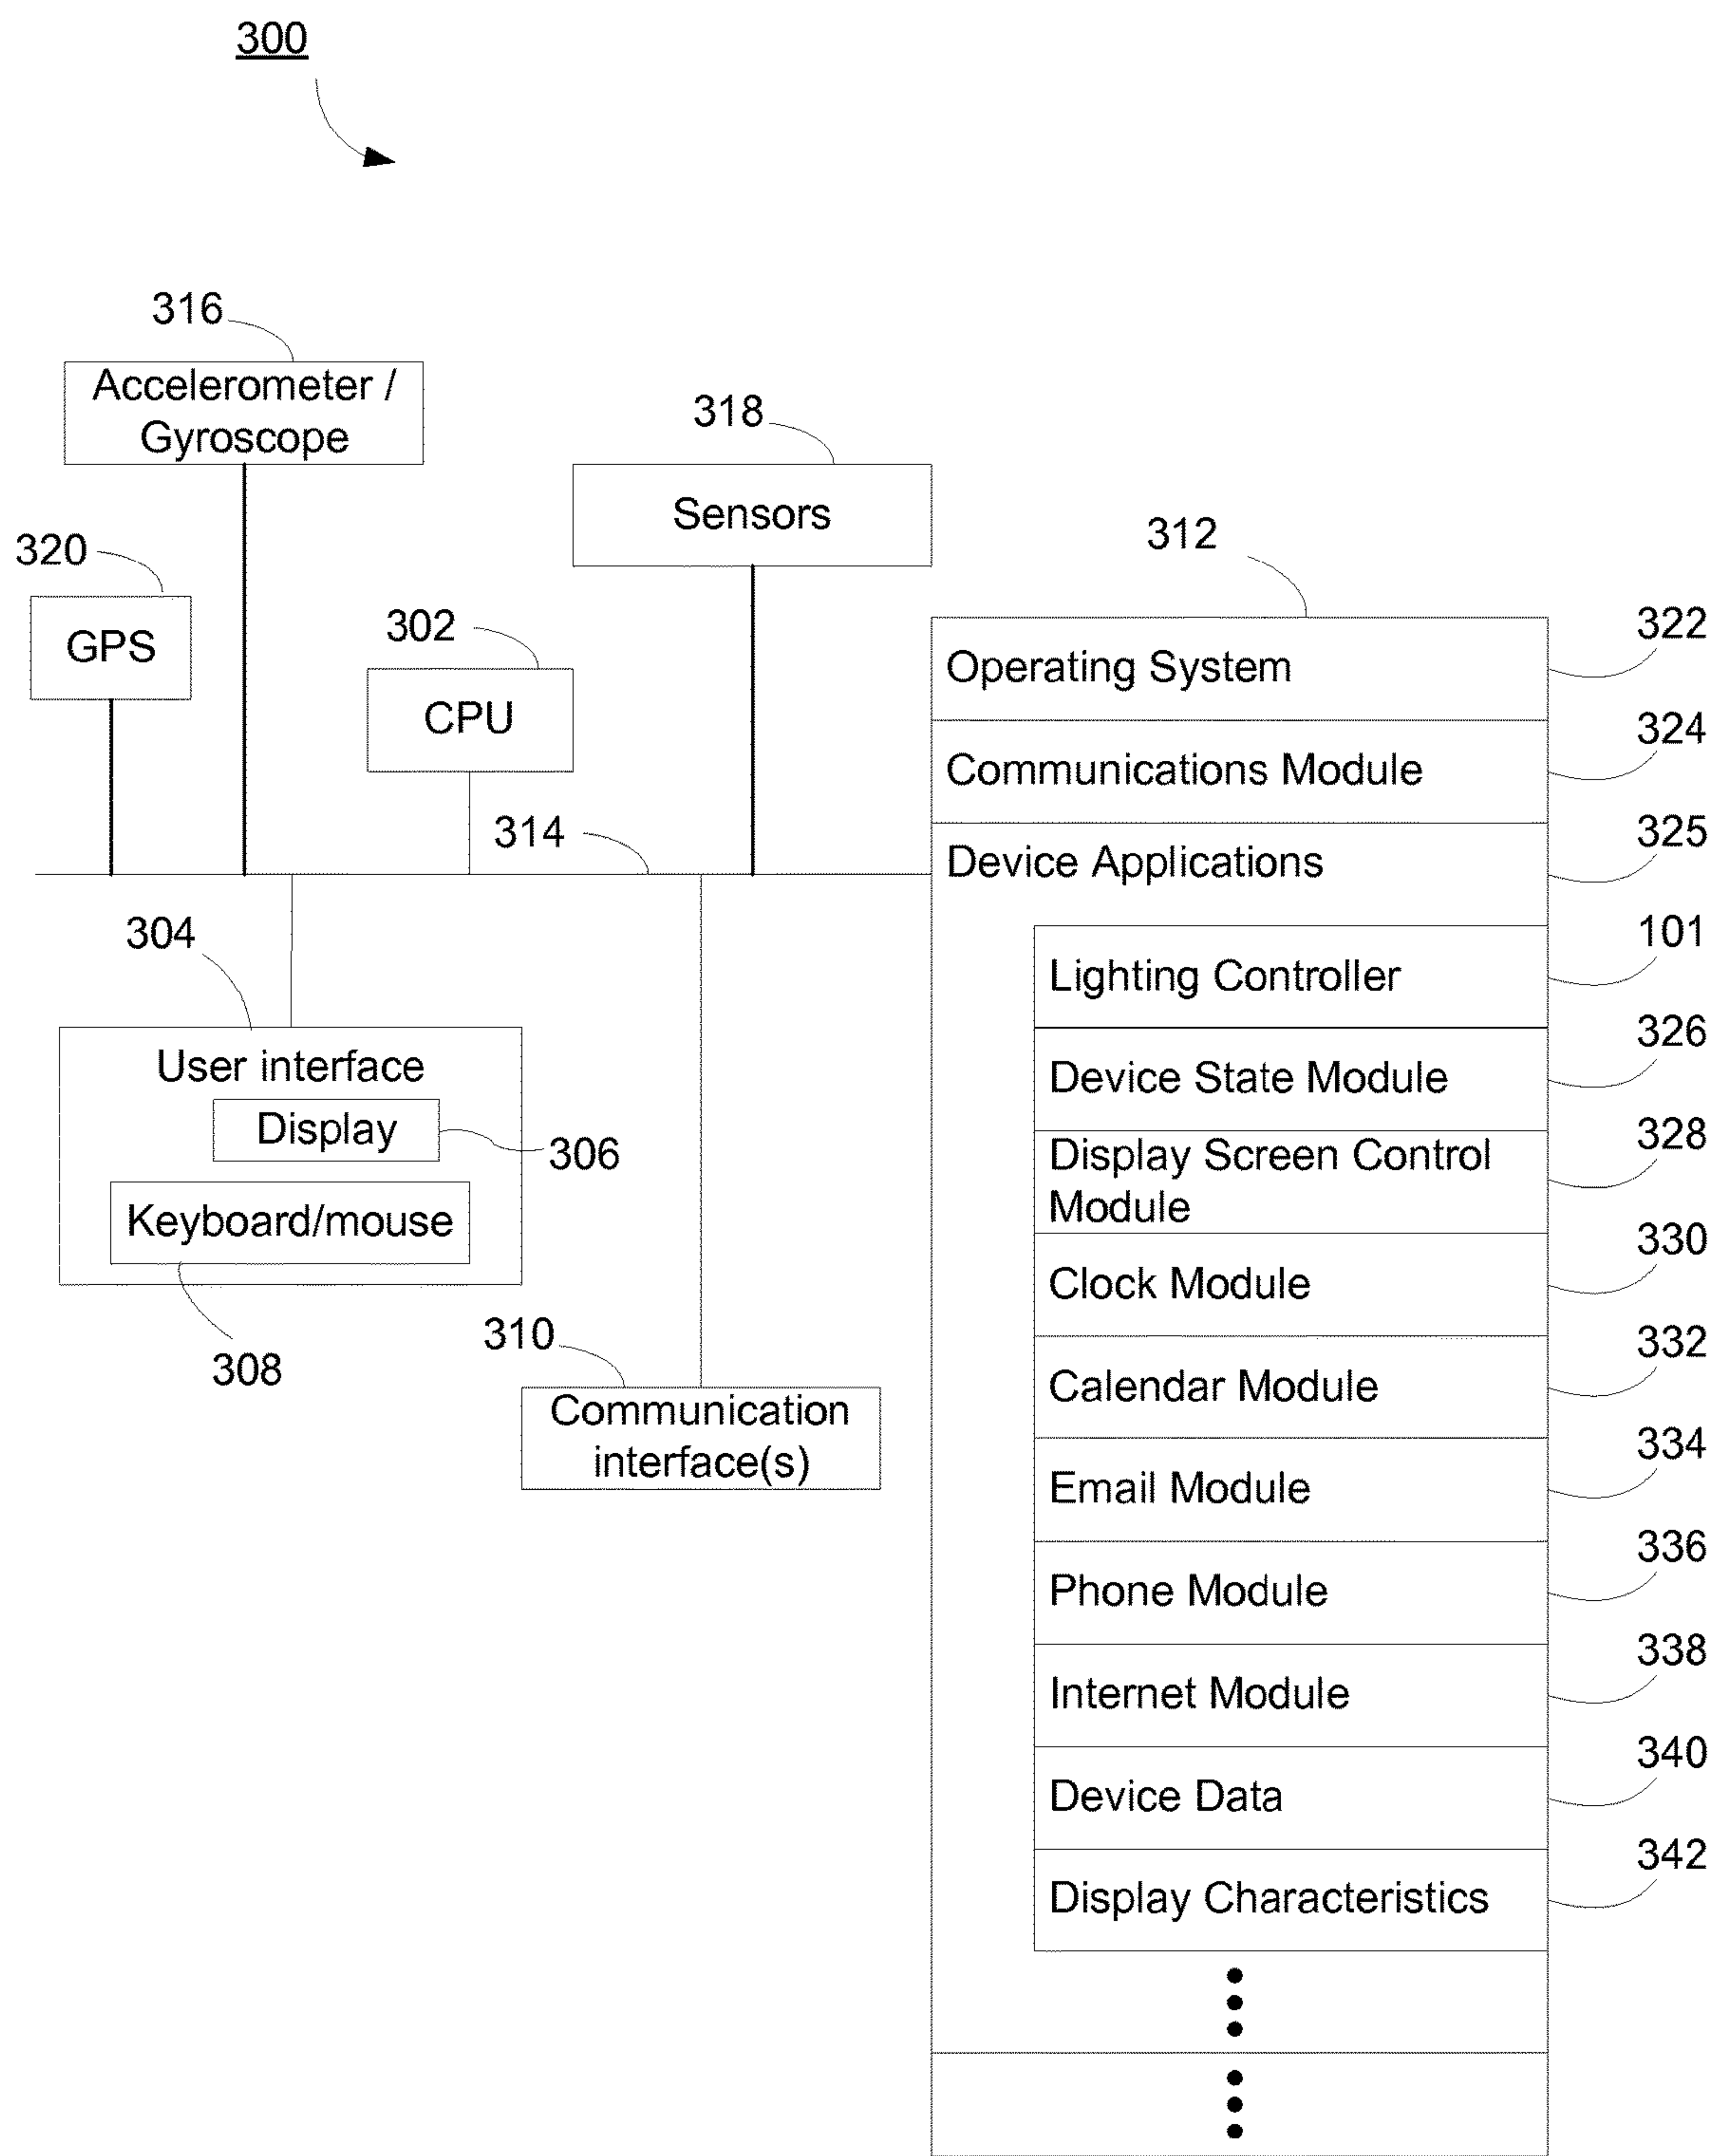 300
316
Accelerometer /
Gyroscope
318
Sensors
320
GPS
302
CPU
314
304
User interface
Display
306
Keyboard/mouse
308
310
Communication
interface(s)
312
Operating System
322
Communications Module
324
Device Applications
325
Lighting Controller
101
Device State Module
326
Display Screen Control
Module
328
Clock Module
330
Calendar Module
332
Email Module
334
Phone Module
336
Internet Module
338
Device Data
340
Display Characteristics
342